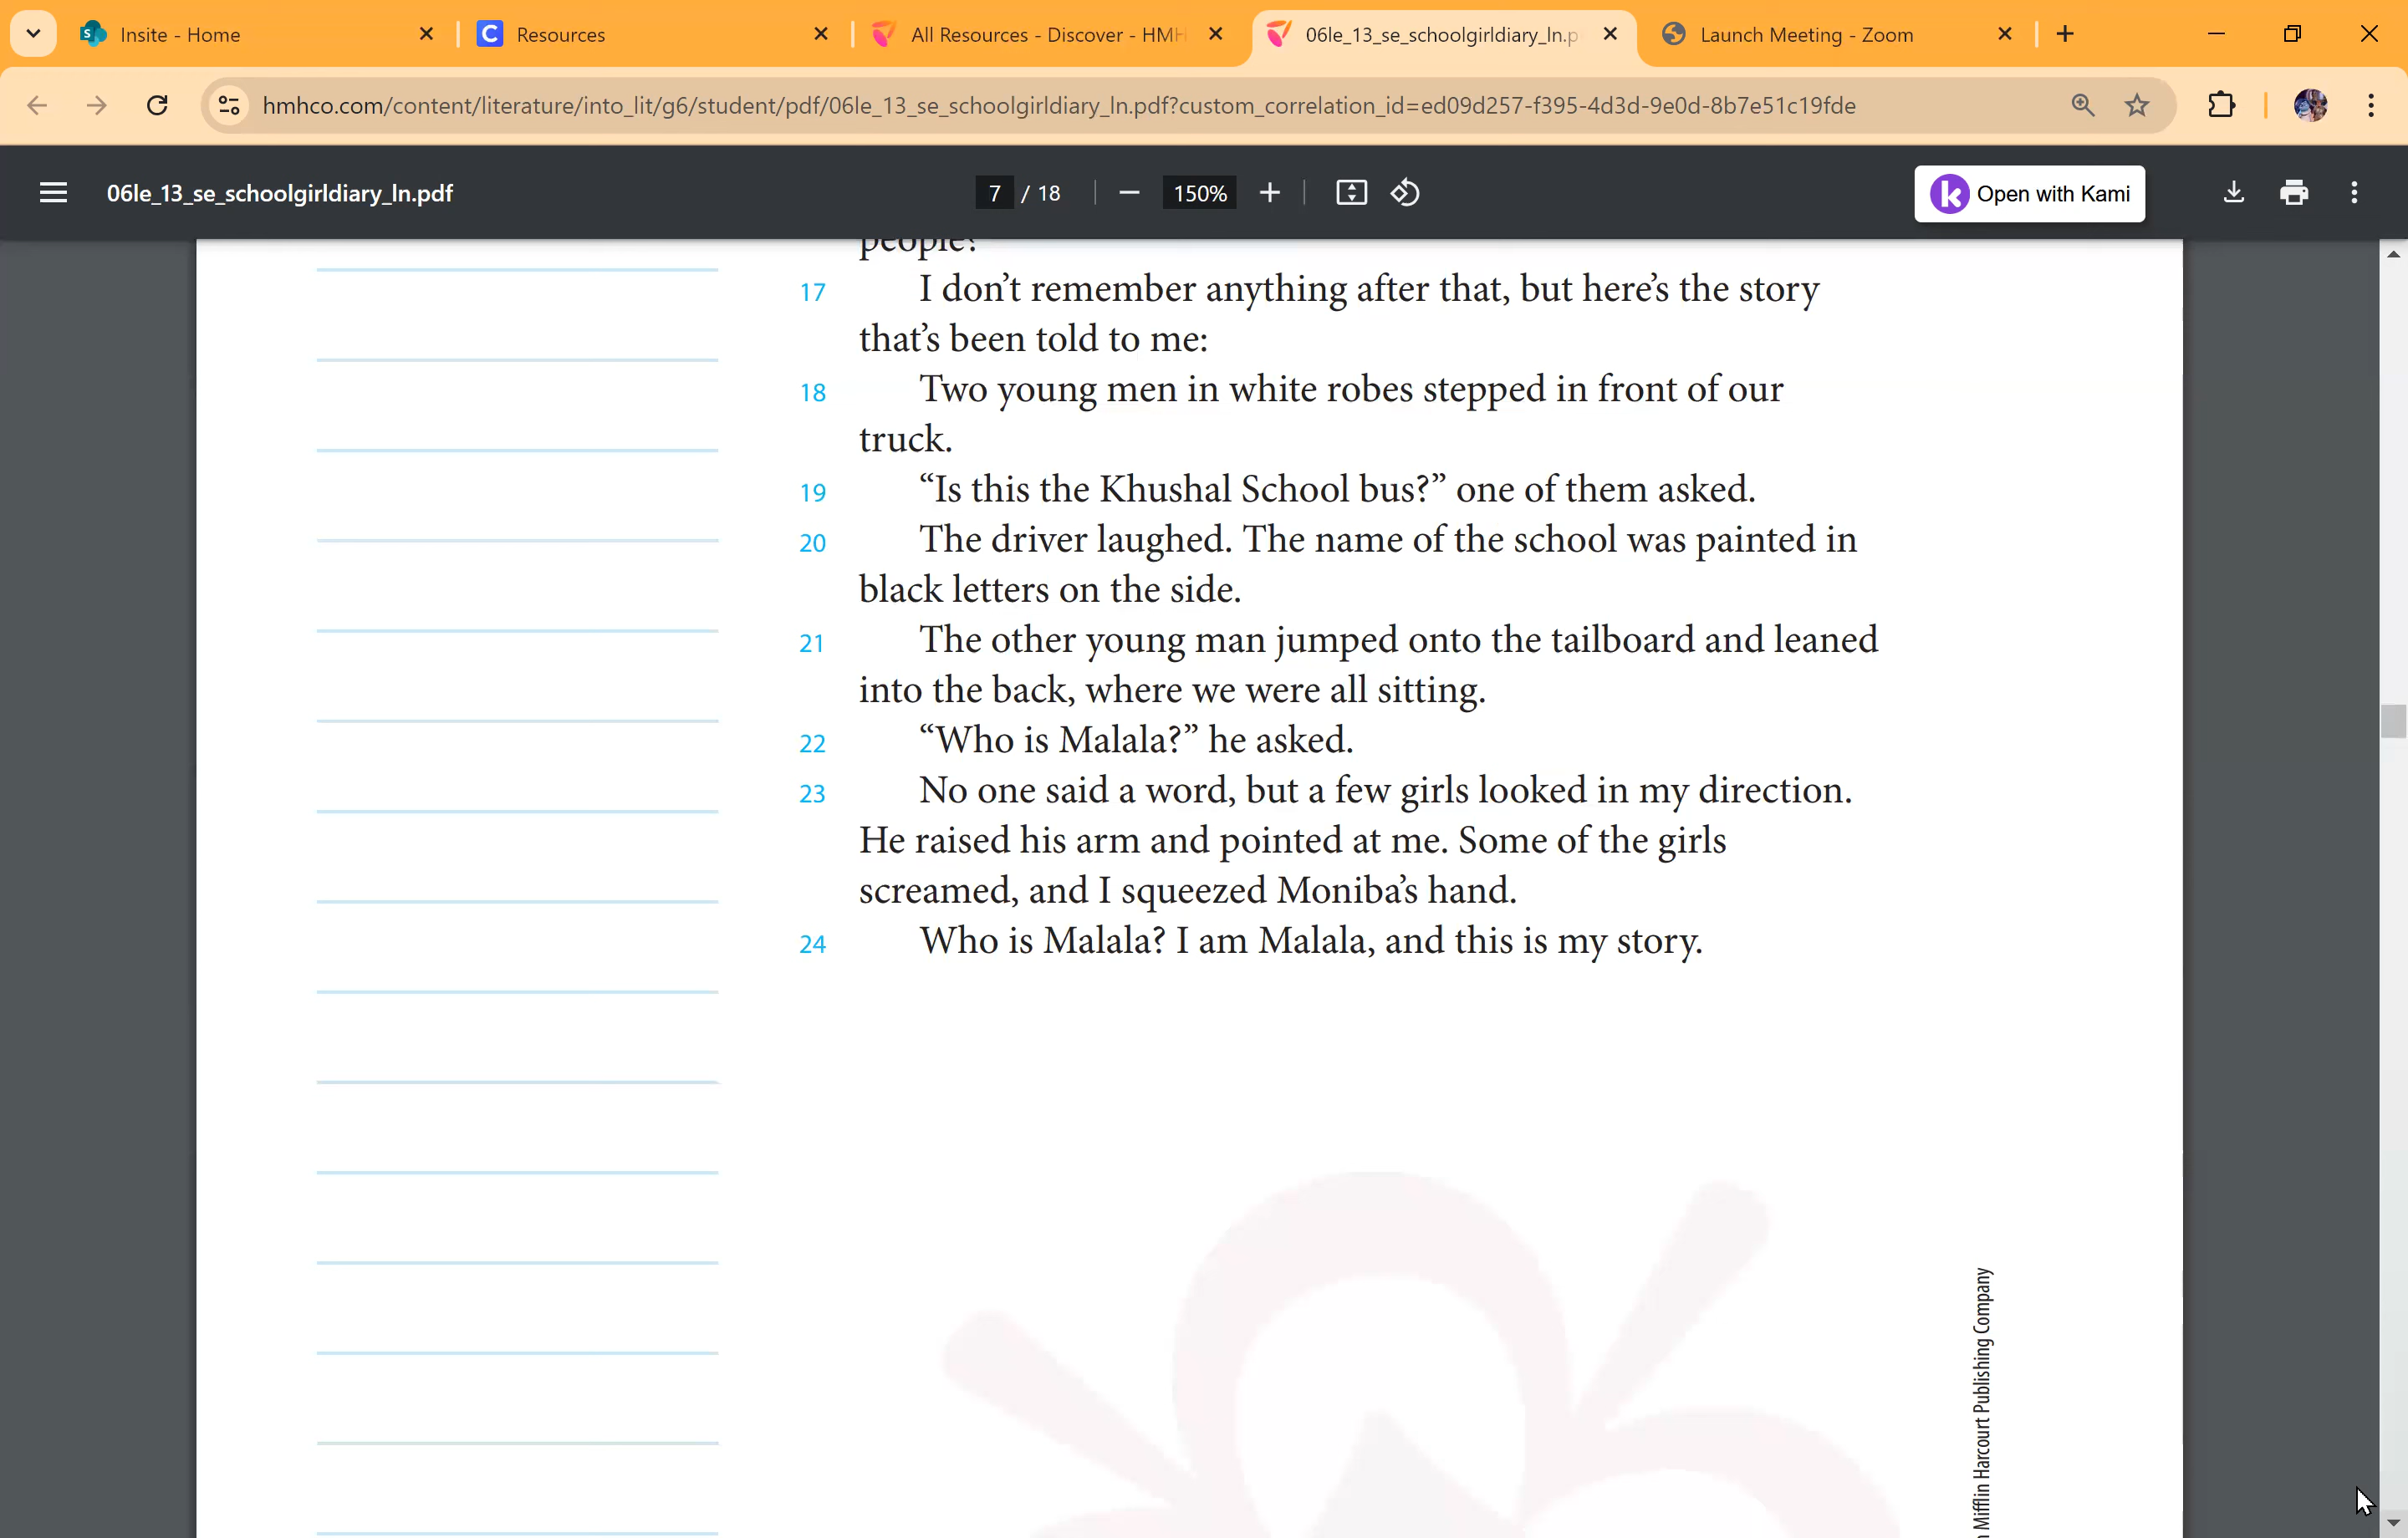 Insite - Home
Resources
All Resources - Discover - HMH
06le_13_se_schoolgirldiary_ln.p
Launch Meeting - Zoom
hmhco.com/content/literature/into_lit/g6/student/pdf/06le_13_se_schoolgirldiary_ln.pdf?custom_correlation_id=ed09d257-f395-4d3d-9e0d-8b7e51c19fde
06le_13_se_schoolgirldiary_ln.pdf
7 / 18
150%
Open with Kami
people?
17 I don’t remember anything after that, but here’s the story
that’s been told to me:
18 Two young men in white robes stepped in front of our
truck.
19 “Is this the Khushal School bus?” one of them asked.
20 The driver laughed. The name of the school was painted in
black letters on the side.
21 The other young man jumped onto the tailboard and leaned
into the back, where we were all sitting.
22 “Who is Malala?” he asked.
23 No one said a word, but a few girls looked in my direction.
He raised his arm and pointed at me. Some of the girls
screamed, and I squeezed Moniba’s hand.
24 Who is Malala? I am Malala, and this is my story.
Mifflin Harcourt Publishing Company